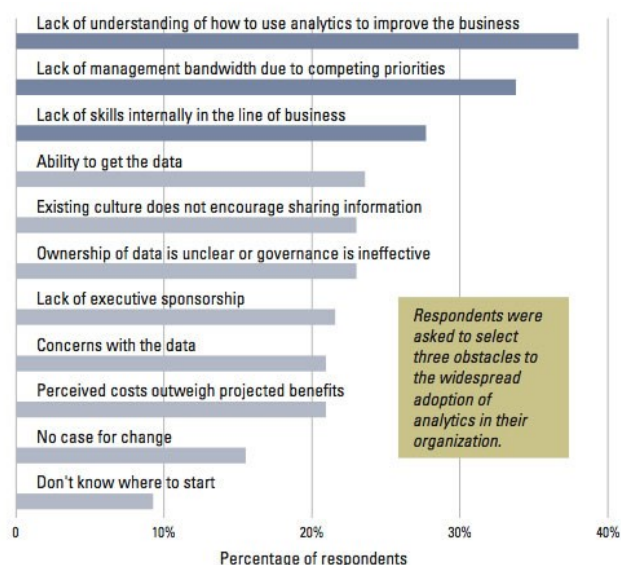 Lack of understanding of how to use analytics to improve the business
Lack of management bandwidth due to competing priorities
Lack of skills internally in the line of business
Ability to get the data
Existing culture does not encourage sharing information
Ownership of data is unclear or governance is ineffective
Lack of executive sponsorship
Concerns with the data
Perceived costs outweigh projected benefits
No case for change
Don't know where to start
Respondents were
asked to select
three obstacles to
the widespread
adoption of
analytics in their
organization.
0 10% 20% 30% 40%
Percentage of respondents